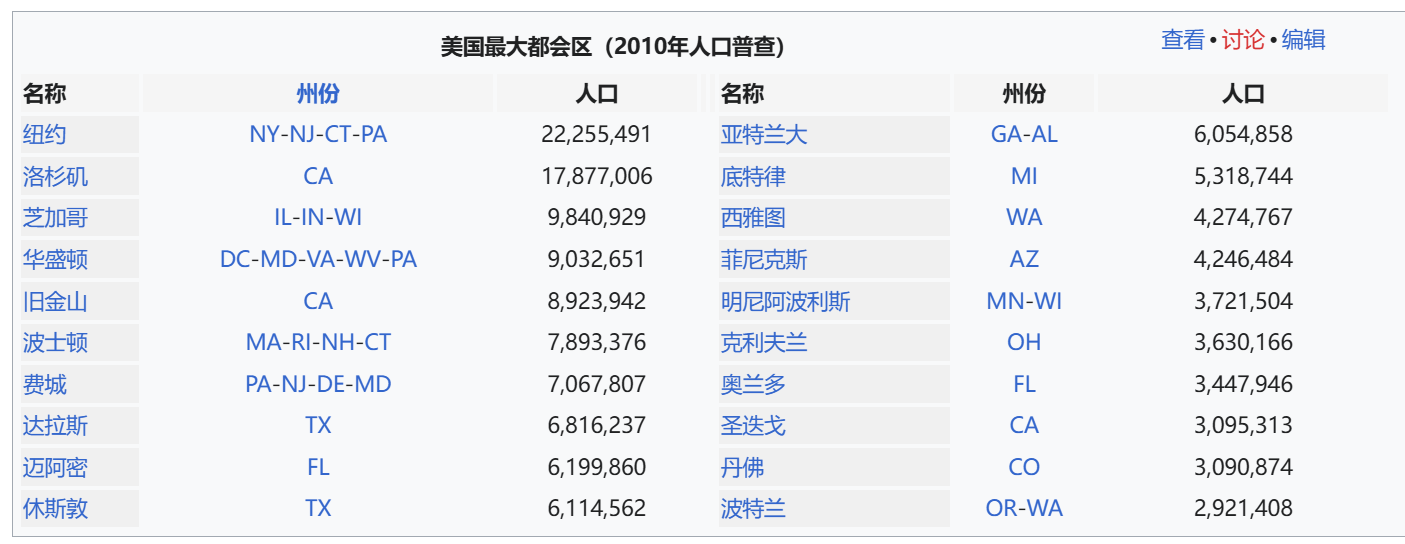 美国最大都会区（2010年人口普查） 查看•讨论•编辑
名称 州份 人口 名称 州份 人口
纽约 NY-NJ-CT-PA 22,255,491 亚特兰大 GA-AL 6,054,858
洛杉矶 CA 17,877,006 底特律 MI 5,318,744
芝加哥 IL-IN-WI 9,840,929 西雅图 WA 4,274,767
华盛顿 DC-MD-VA-WV-PA 9,032,651 菲尼克斯 AZ 4,246,484
旧金山 CA 8,923,942 明尼阿波利斯 MN-WI 3,721,504
波士顿 MA-RI-NH-CT 7,893,376 克利夫兰 OH 3,630,166
费城 PA-NJ-DE-MD 7,067,807 奥兰多 FL 3,447,946
达拉斯 TX 6,816,237 圣迭戈 CA 3,095,313
迈阿密 FL 6,199,860 丹佛 CO 3,090,874
休斯敦 TX 6,114,562 波特兰 OR-WA 2,921,408